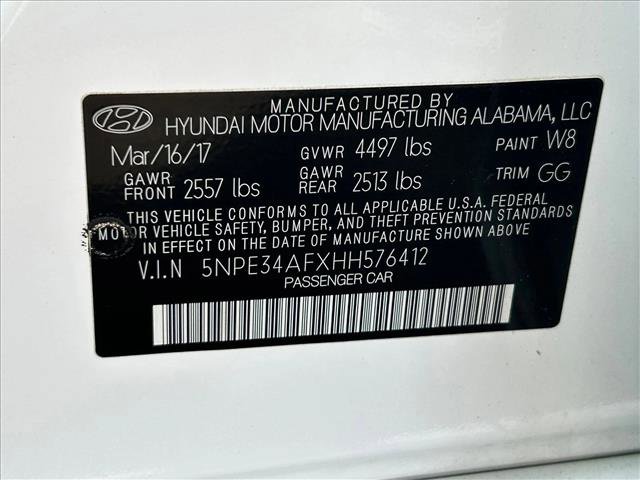 MANUFACTURED BY
HYUNDAI MOTOR MANUFACTURING ALABAMA, LLC
Mar/16/17 GVWR 4497 lbs PAINT W8
GAWR FRONT 2557 lbs GAWR REAR 2513 lbs TRIM GG
THIS VEHICLE CONFORMS TO ALL APPLICABLE U.S.A. FEDERAL
MOTOR VEHICLE SAFETY, BUMPER, AND THEFT PREVENTION STANDARDS
IN EFFECT ON THE DATE OF MANUFACTURE SHOWN ABOVE.
V.I.N 5NPE34AFXHH576412
PASSENGER CAR